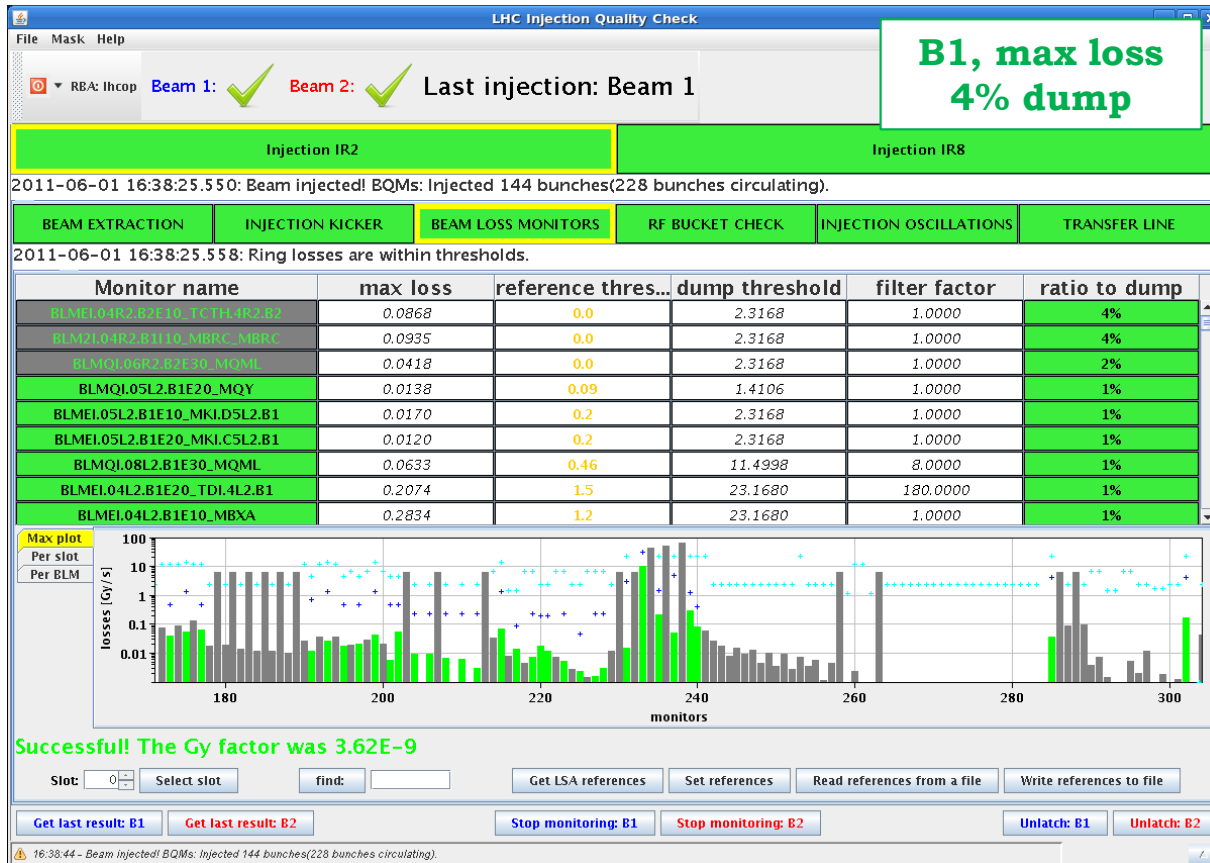 LHC Injection Quality Check
File Mask Help
B1, max loss
4% dump
RBA: lhcop Beam 1: Beam 2: Last injection: Beam 1
Injection IR2 Injection IR8
2011-06-01 16:38:25.550: Beam injected! BQMs: Injected 144 bunches(228 bunches circulating).
BEAM EXTRACTION INJECTION KICKER BEAM LOSS MONITORS RF BUCKET CHECK INJECTION OSCILLATIONS TRANSFER LINE
2011-06-01 16:38:25.558: Ring losses are within thresholds.
Monitor name max loss reference thres... dump threshold filter factor ratio to dump
BLMEI.04R2.B2E10_TCTH.4R2.B2 0.0868 0.0 2.3168 1.0000 4%
BLM2I.04R2.B1I10_MBRC_MBRC 0.0935 0.0 2.3168 1.0000 4%
BLMQI.06R2.B2E30_MQML 0.0418 0.0 2.3168 1.0000 2%
BLMQI.05L2.B1E20_MQY 0.0138 0.09 1.4106 1.0000 1%
BLMEI.05L2.B1E10_MKI.D5L2.B1 0.0170 0.2 2.3168 1.0000 1%
BLMEI.05L2.B1E20_MKI.C5L2.B1 0.0120 0.2 2.3168 1.0000 1%
BLMQI.08L2.B1E30_MQML 0.0633 0.46 11.4998 8.0000 1%
BLMEI.04L2.B1E20_TDI.4L2.B1 0.2074 1.5 23.1680 180.0000 1%
BLMEI.04L2.B1E10_MBXA 0.2834 1.2 23.1680 1.0000 1%
Max plot
Per slot
Per BLM
losses [Gy/s]
100
10
1
0.1
0.01
180 200 220 240 260 280 300
monitors
Successful! The Gy factor was 3.62E-9
Slot: 0 Select slot find: Get LSA references Set references Read references from a file Write references to file
Get last result: B1 Get last result: B2 Stop monitoring: B1 Stop monitoring: B2 Unlatch: B1 Unlatch: B2
16:38:44 - Beam injected! BQMs: Injected 144 bunches(228 bunches circulating).